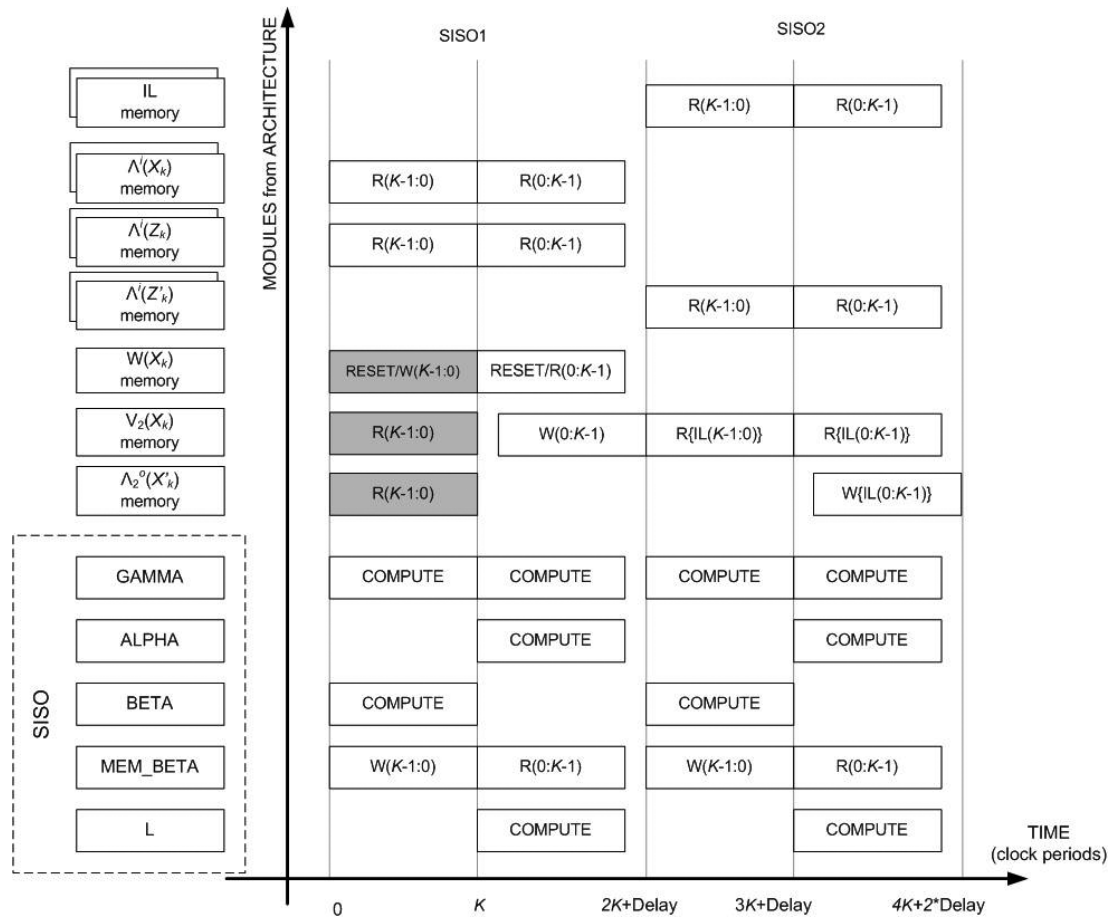 MODULES from ARCHITECTURE
SISO1
SISO2
IL
memory
R(K-1:0)
R(0:K-1)
Λⁱ(Xₖ)
memory
R(K-1:0)
R(0:K-1)
Λⁱ(Zₖ)
memory
R(K-1:0)
R(0:K-1)
Λⁱ(Z'ₖ)
memory
R(K-1:0)
R(0:K-1)
W(Xₖ)
memory
RESET/W(K-1:0)
RESET/R(0:K-1)
V₂(Xₖ)
memory
R(K-1:0)
W(0:K-1)
R{IL(K-1:0)}
R{IL(0:K-1)}
Λ₂ᵒ(X'ₖ)
memory
R(K-1:0)
W{IL(0:K-1)}
SISO
GAMMA
COMPUTE
COMPUTE
COMPUTE
COMPUTE
ALPHA
COMPUTE
COMPUTE
BETA
COMPUTE
COMPUTE
MEM_BETA
W(K-1:0)
R(0:K-1)
W(K-1:0)
R(0:K-1)
L
COMPUTE
COMPUTE
TIME
(clock periods)
0
K
2K+Delay
3K+Delay
4K+2*Delay